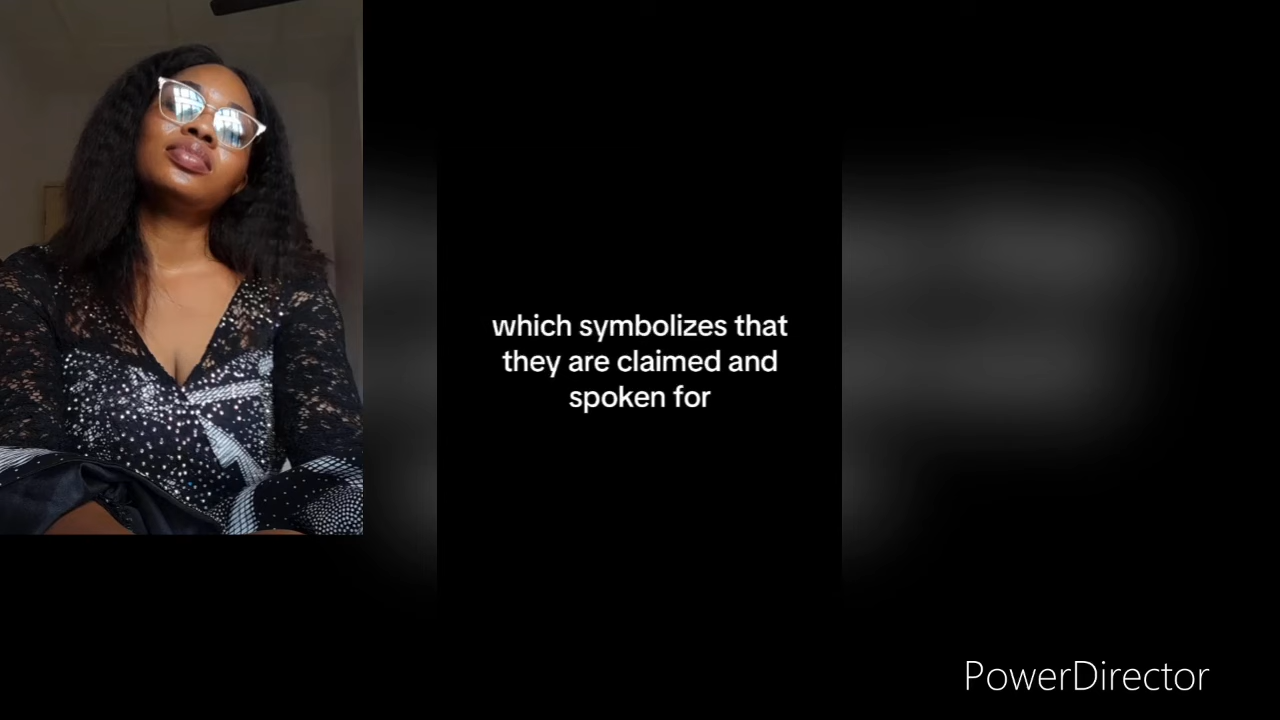 which symbolizes that
they are claimed and
spoken for
PowerDirector